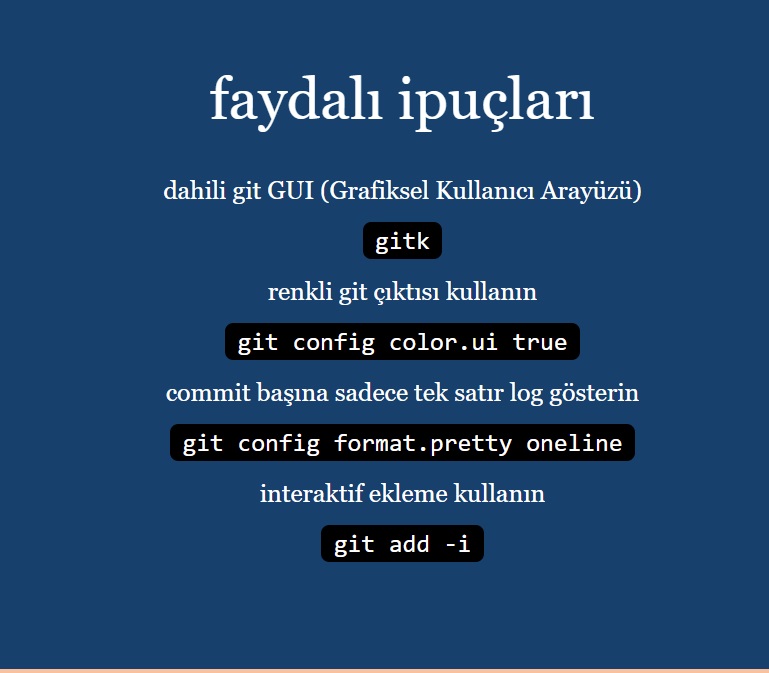 faydalı ipuçları
dahili git GUI (Grafiksel Kullanıcı Arayüzü)
gitk
renkli git çıktısı kullanın
git config color.ui true
commit başına sadece tek satır log gösterin
git config format.pretty oneline
interaktif ekleme kullanın
git add -i